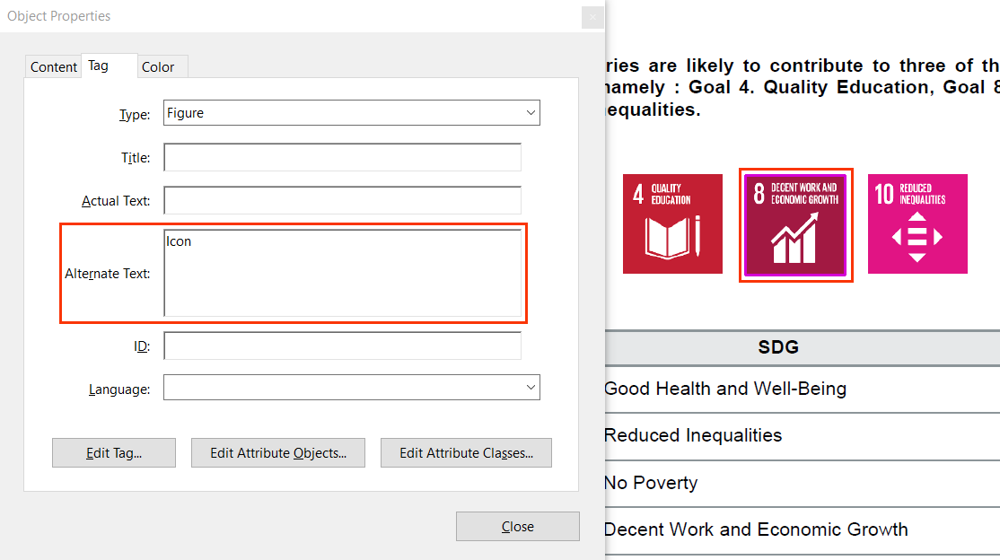 Object Properties
Content Tag Color
Type: Figure
Title:
Actual Text:
Alternate Text: Icon
ID:
Language:
Edit Tag...
Edit Attribute Objects...
Edit Attribute Classes...
Close
ries are likely to contribute to three of th
namely : Goal 4. Quality Education, Goal 8
equalities.
4 QUALITY
EDUCATION
8 DECENT WORK AND
ECONOMIC GROWTH
10 REDUCED
INEQUALITIES
SDG
Good Health and Well-Being
Reduced Inequalities
No Poverty
Decent Work and Economic Growth